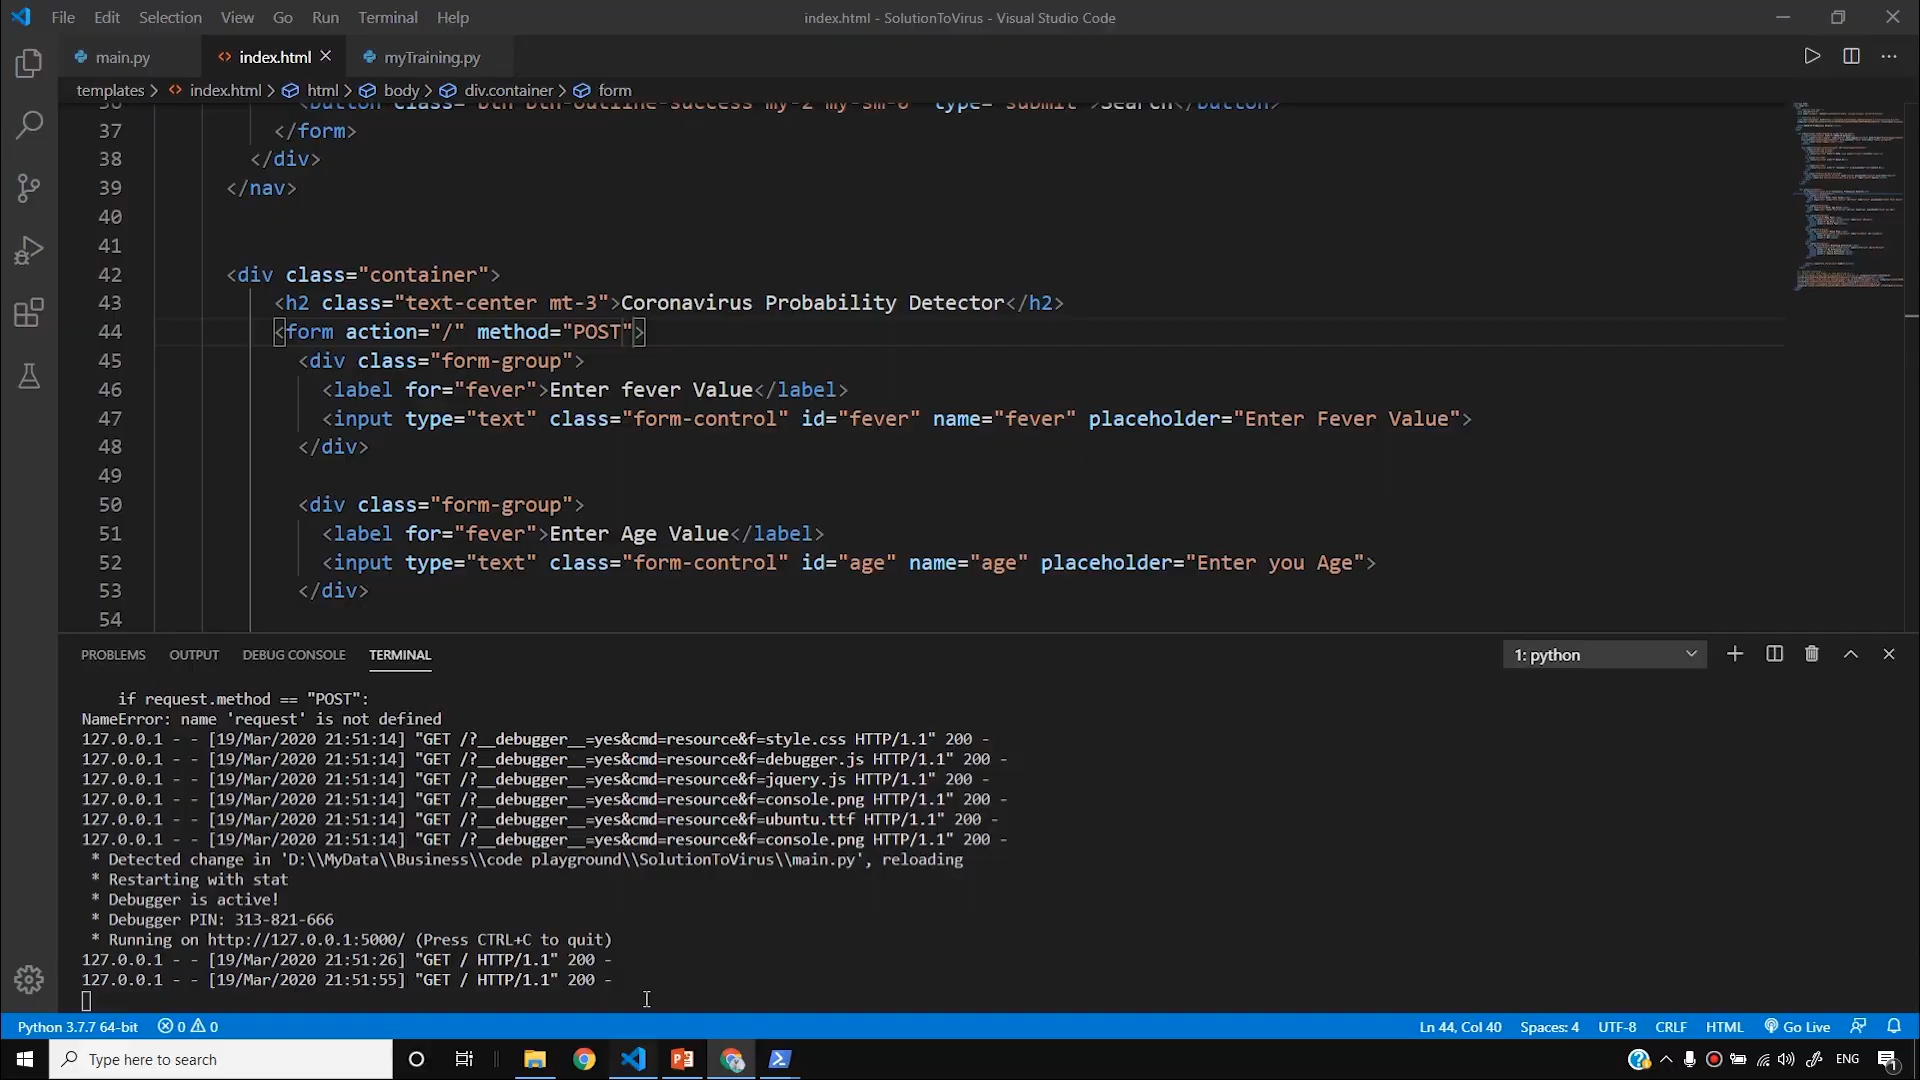 File Edit Selection View Go Run Terminal Help
index.html - SolutionToVirus - Visual Studio Code
main.py
<> index.html ×
myTraining.py
templates > <> index.html > html > body > div.container > form
36 <button class="btn btn-outline-success my-2 my-sm-0" type="submit">Search</button>
37 </form>
38 </div>
39 </nav>
40
41
42 <div class="container">
43 <h2 class="text-center mt-3">Coronavirus Probability Detector</h2>
44 <form action="/" method="POST">
45 <div class="form-group">
46 <label for="fever">Enter fever Value</label>
47 <input type="text" class="form-control" id="fever" name="fever" placeholder="Enter Fever Value">
48 </div>
49
50 <div class="form-group">
51 <label for="fever">Enter Age Value</label>
52 <input type="text" class="form-control" id="age" name="age" placeholder="Enter you Age">
53 </div>
54
PROBLEMS OUTPUT DEBUG CONSOLE TERMINAL
1: python
if request.method == "POST":
NameError: name 'request' is not defined
127.0.0.1 - - [19/Mar/2020 21:51:14] "GET /?__debugger__=yes&cmd=resource&f=style.css HTTP/1.1" 200 -
127.0.0.1 - - [19/Mar/2020 21:51:14] "GET /?__debugger__=yes&cmd=resource&f=debugger.js HTTP/1.1" 200 -
127.0.0.1 - - [19/Mar/2020 21:51:14] "GET /?__debugger__=yes&cmd=resource&f=jquery.js HTTP/1.1" 200 -
127.0.0.1 - - [19/Mar/2020 21:51:14] "GET /?__debugger__=yes&cmd=resource&f=console.png HTTP/1.1" 200 -
127.0.0.1 - - [19/Mar/2020 21:51:14] "GET /?__debugger__=yes&cmd=resource&f=ubuntu.ttf HTTP/1.1" 200 -
127.0.0.1 - - [19/Mar/2020 21:51:14] "GET /?__debugger__=yes&cmd=resource&f=console.png HTTP/1.1" 200 -
* Detected change in 'D:\\MyData\\Business\\code playground\\SolutionToVirus\\main.py', reloading
* Restarting with stat
* Debugger is active!
* Debugger PIN: 313-821-666
* Running on http://127.0.0.1:5000/ (Press CTRL+C to quit)
127.0.0.1 - - [19/Mar/2020 21:51:26] "GET / HTTP/1.1" 200 -
127.0.0.1 - - [19/Mar/2020 21:51:55] "GET / HTTP/1.1" 200 -
Python 3.7.7 64-bit 0 0
Ln 44, Col 40 Spaces: 4 UTF-8 CRLF HTML Go Live
Type here to search
ENG
1